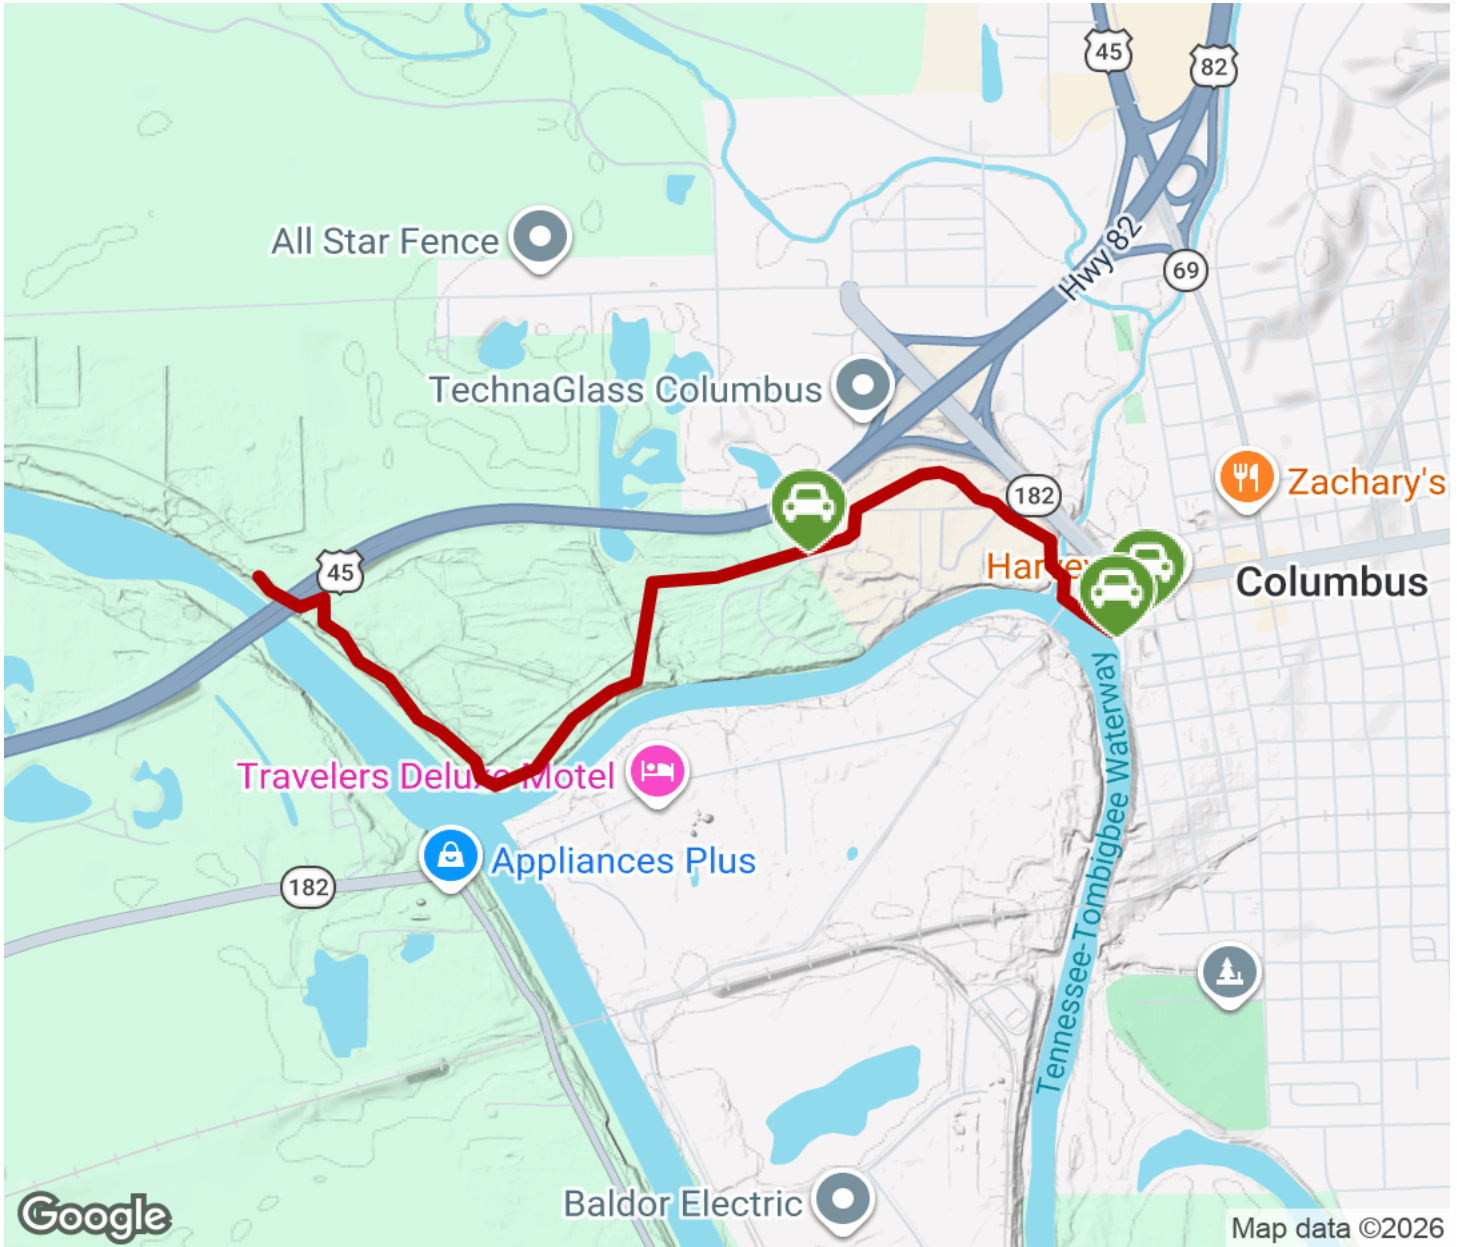 45
82
Hwy 82
69
All Star Fence
TechnaGlass Columbus
182
Zachary's
45
Columbus
Travelers Deluxe Motel
Tennessee-Tombigbee Waterway
Appliances Plus
182
Baldor Electric
Google
Map data ©2026